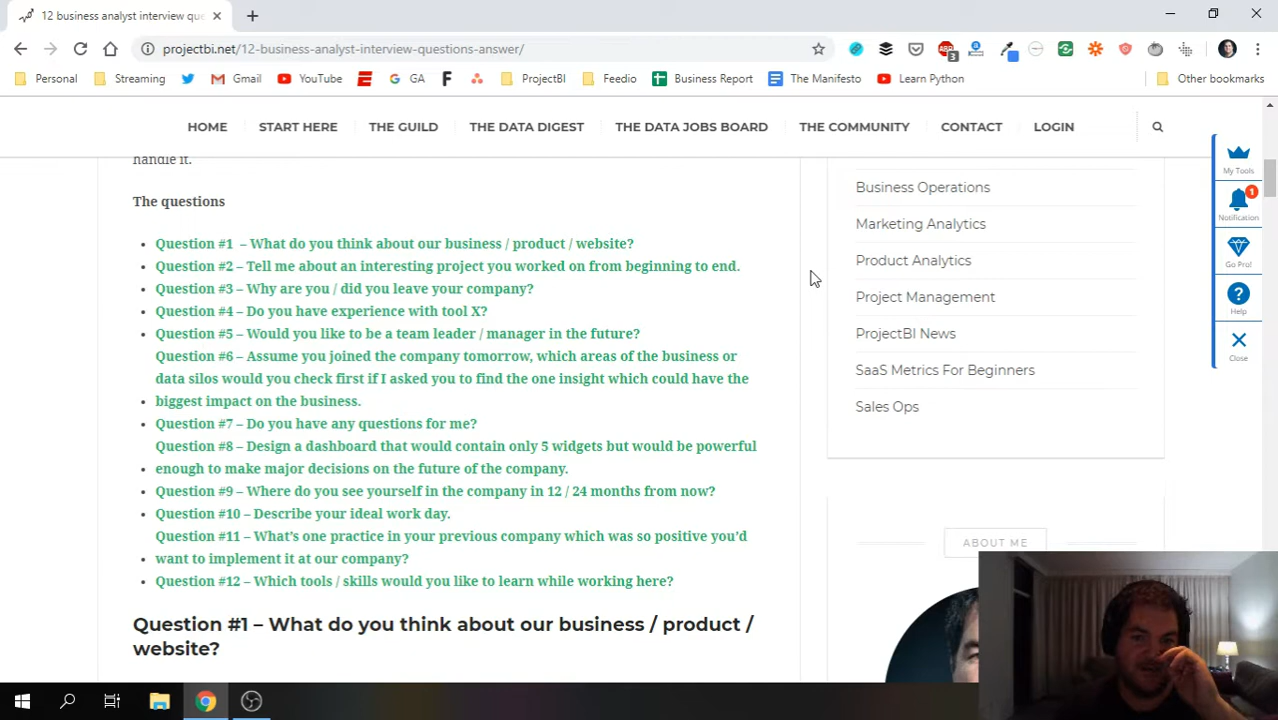 12 business analyst interview que
projectbi.net/12-business-analyst-interview-questions-answer/
3
Personal
Streaming
Gmail
YouTube
G GA
F
ProjectBI
Feedio
Business Report
The Manifesto
Learn Python
Other bookmarks
HOME
START HERE
THE GUILD
THE DATA DIGEST
THE DATA JOBS BOARD
THE COMMUNITY
CONTACT
LOGIN
handle it.
The questions
• Question #1 – What do you think about our business / product / website?
• Question #2 – Tell me about an interesting project you worked on from beginning to end.
• Question #3 – Why are you / did you leave your company?
• Question #4 – Do you have experience with tool X?
• Question #5 – Would you like to be a team leader / manager in the future?
Question #6 – Assume you joined the company tomorrow, which areas of the business or
data silos would you check first if I asked you to find the one insight which could have the
• biggest impact on the business.
• Question #7 – Do you have any questions for me?
Question #8 – Design a dashboard that would contain only 5 widgets but would be powerful
• enough to make major decisions on the future of the company.
• Question #9 – Where do you see yourself in the company in 12 / 24 months from now?
• Question #10 – Describe your ideal work day.
Question #11 – What's one practice in your previous company which was so positive you'd
• want to implement it at our company?
• Question #12 – Which tools / skills would you like to learn while working here?
Question #1 – What do you think about our business / product /
website?
Business Operations
Marketing Analytics
Product Analytics
Project Management
ProjectBI News
SaaS Metrics For Beginners
Sales Ops
ABOUT ME
My Tools
1
Notification
Go Pro!
?
Help
Close